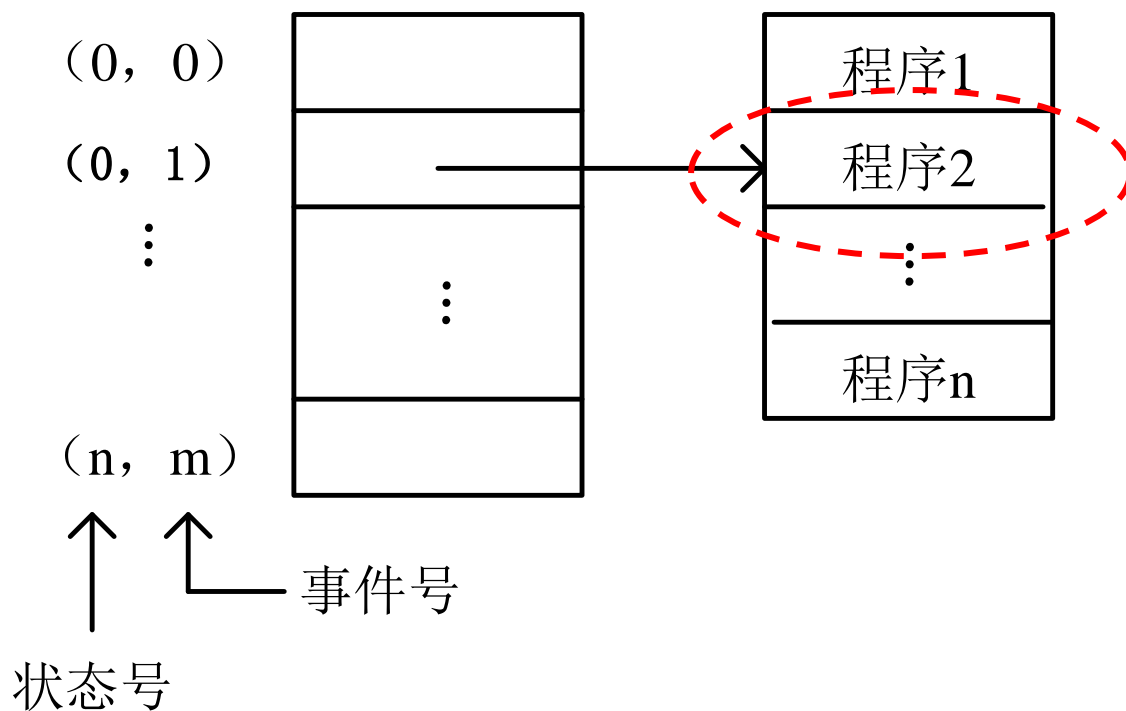 （0，0）
程序1
（0，1）
程序2
（n，m）
程序n
事件号
状态号